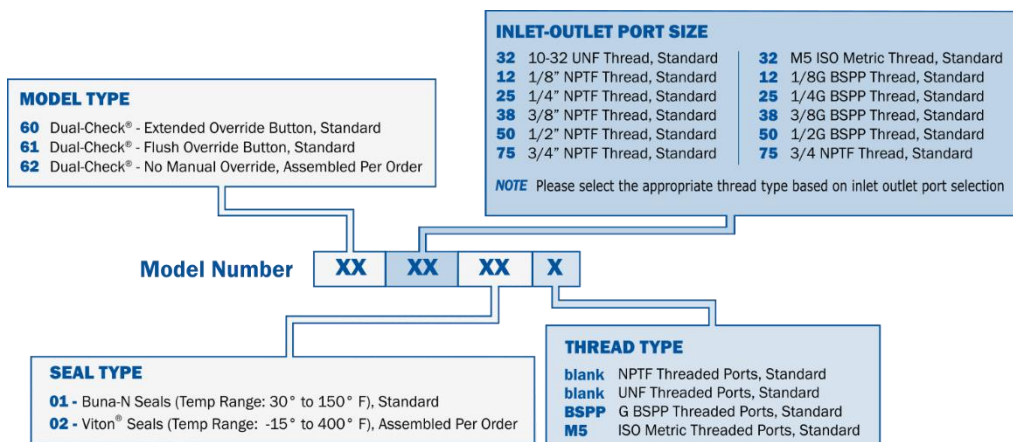 INLET-OUTLET PORT SIZE
32 10-32 UNF Thread, Standard
12 1/8” NPTF Thread, Standard
25 1/4” NPTF Thread, Standard
38 3/8” NPTF Thread, Standard
50 1/2” NPTF Thread, Standard
75 3/4” NPTF Thread, Standard
32 M5 ISO Metric Thread, Standard
12 1/8G BSPP Thread, Standard
25 1/4G BSPP Thread, Standard
38 3/8G BSPP Thread, Standard
50 1/2G BSPP Thread, Standard
75 3/4 NPTF Thread, Standard
NOTE Please select the appropriate thread type based on inlet outlet port selection
MODEL TYPE
60 Dual-Check® - Extended Override Button, Standard
61 Dual-Check® - Flush Override Button, Standard
62 Dual-Check® - No Manual Override, Assembled Per Order
Model Number XX XX XX X
SEAL TYPE
01 - Buna-N Seals (Temp Range: 30° to 150° F), Standard
02 - Viton® Seals (Temp Range: -15° to 400° F), Assembled Per Order
THREAD TYPE
blank NPTF Threaded Ports, Standard
blank UNF Threaded Ports, Standard
BSPP G BSPP Threaded Ports, Standard
M5 ISO Metric Threaded Ports, Standard